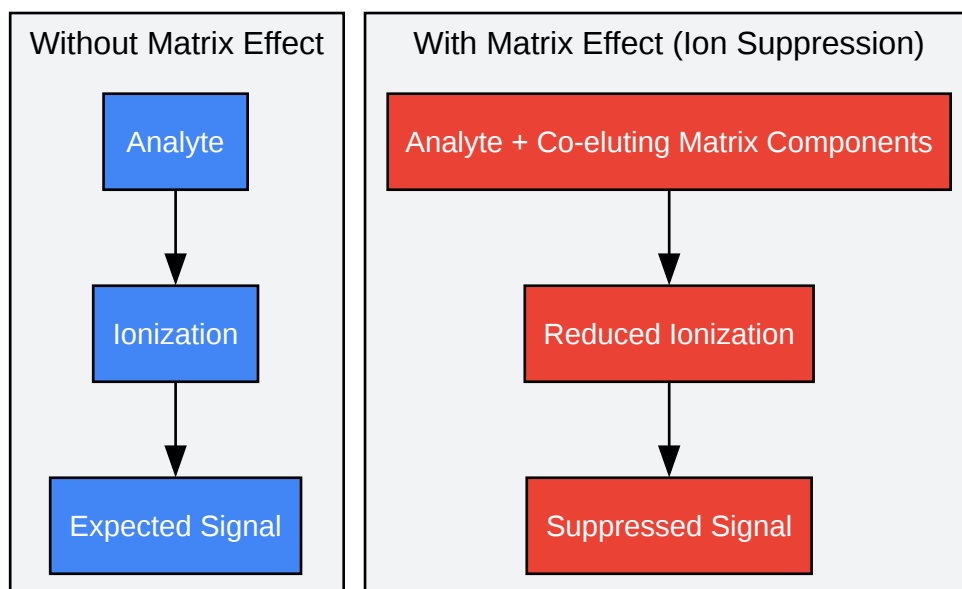 Without Matrix Effect
Analyte
Ionization
Expected Signal
With Matrix Effect (Ion Suppression)
Analyte + Co-eluting Matrix Components
Reduced Ionization
Suppressed Signal